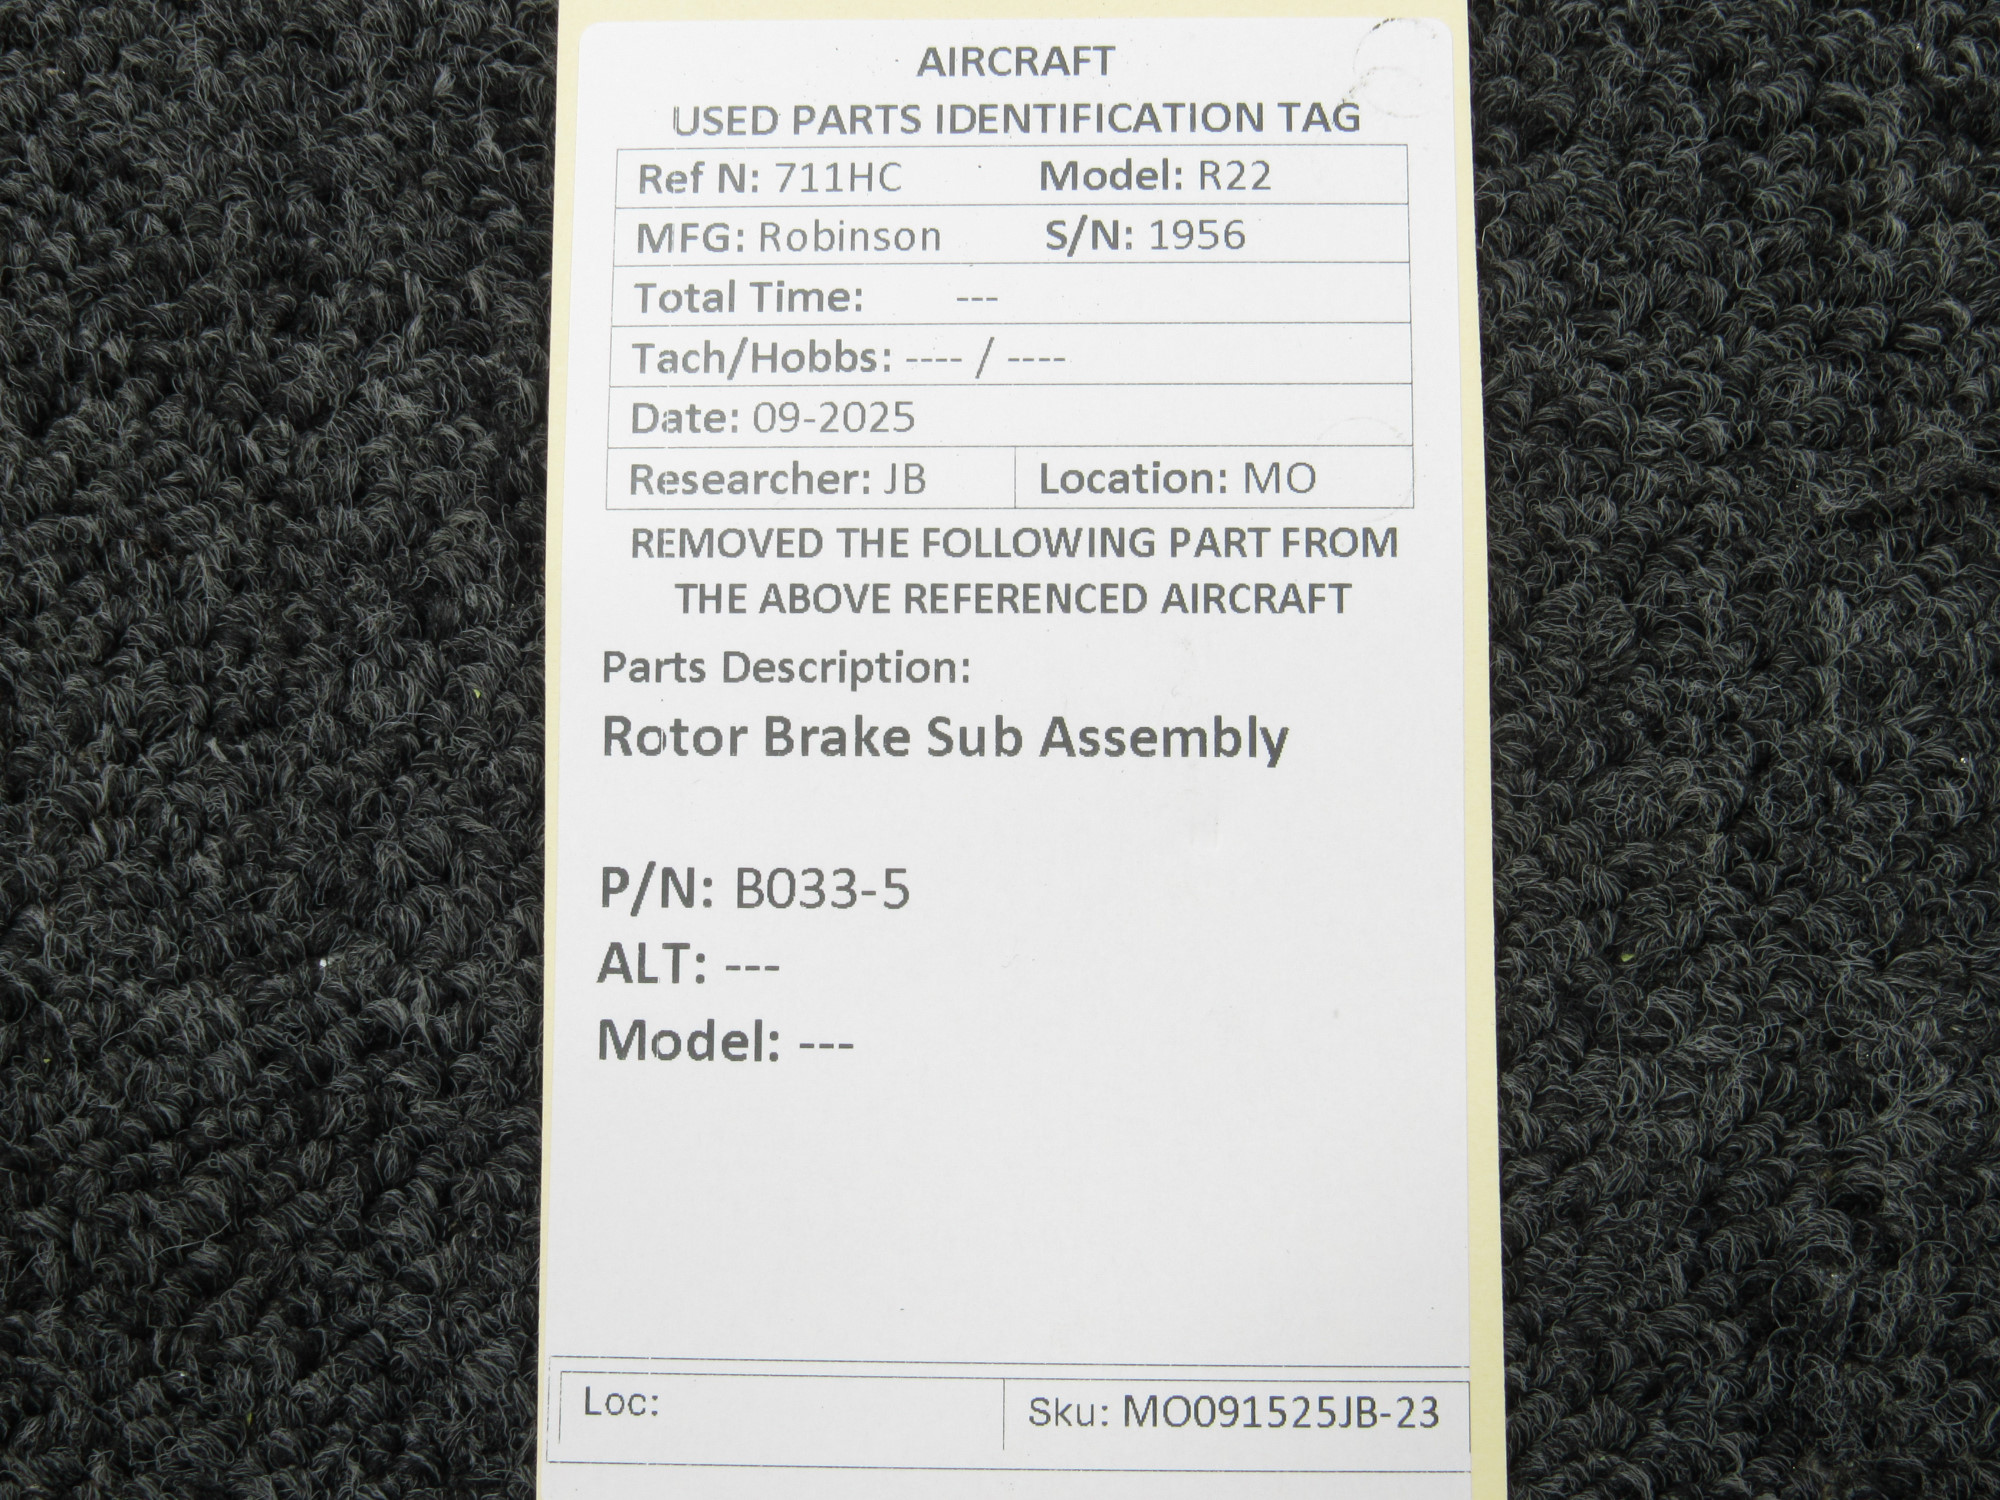 AIRCRAFT
USED PARTS IDENTIFICATION TAG
Ref N: 711HC Model: R22
MFG: Robinson S/N: 1956
Total Time: ---
Tach/Hobbs: ---- / ----
Date: 09-2025
Researcher: JB Location: MO
REMOVED THE FOLLOWING PART FROM
THE ABOVE REFERENCED AIRCRAFT
Parts Description:
Rotor Brake Sub Assembly
P/N: B033-5
ALT: ---
Model: ---
Loc: Sku: MO091525JB-23